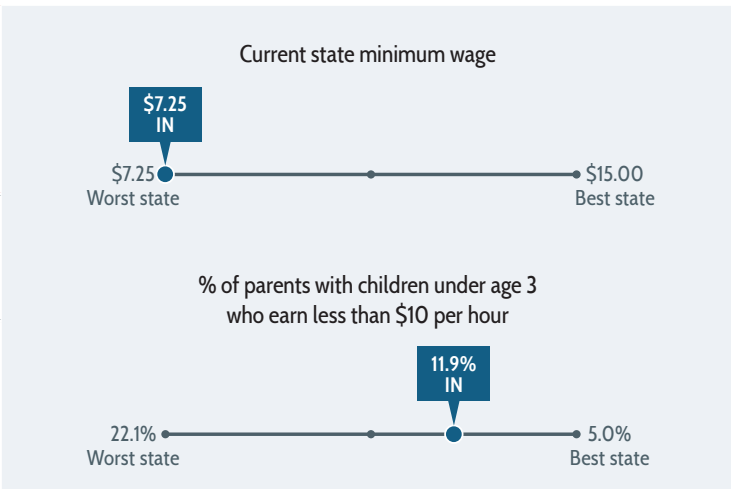 Current state minimum wage
$7.25
IN
$7.25
$15.00
Worst state
Best state
% of parents with children under age 3
who earn less than $10 per hour
11.9%
IN
22.1%
5.0%
Worst state
Best state